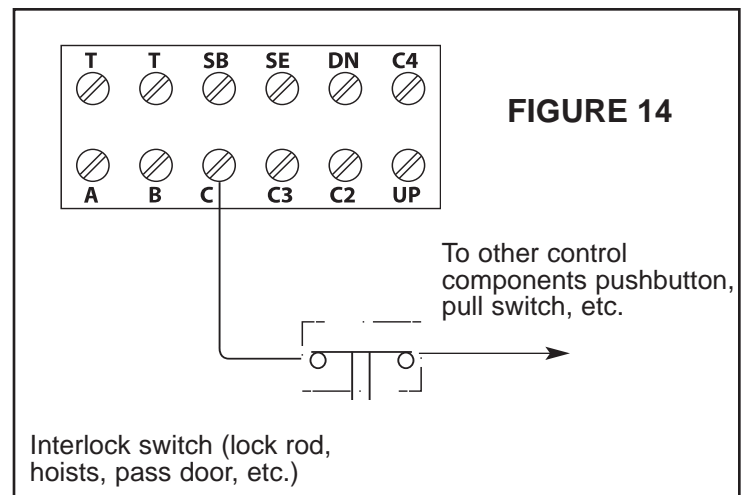 T T SB SE DN C4
FIGURE 14
A B C C3 C2 UP
To other control
components pushbutton,
pull switch, etc.
Interlock switch (lock rod,
hoists, pass door, etc.)